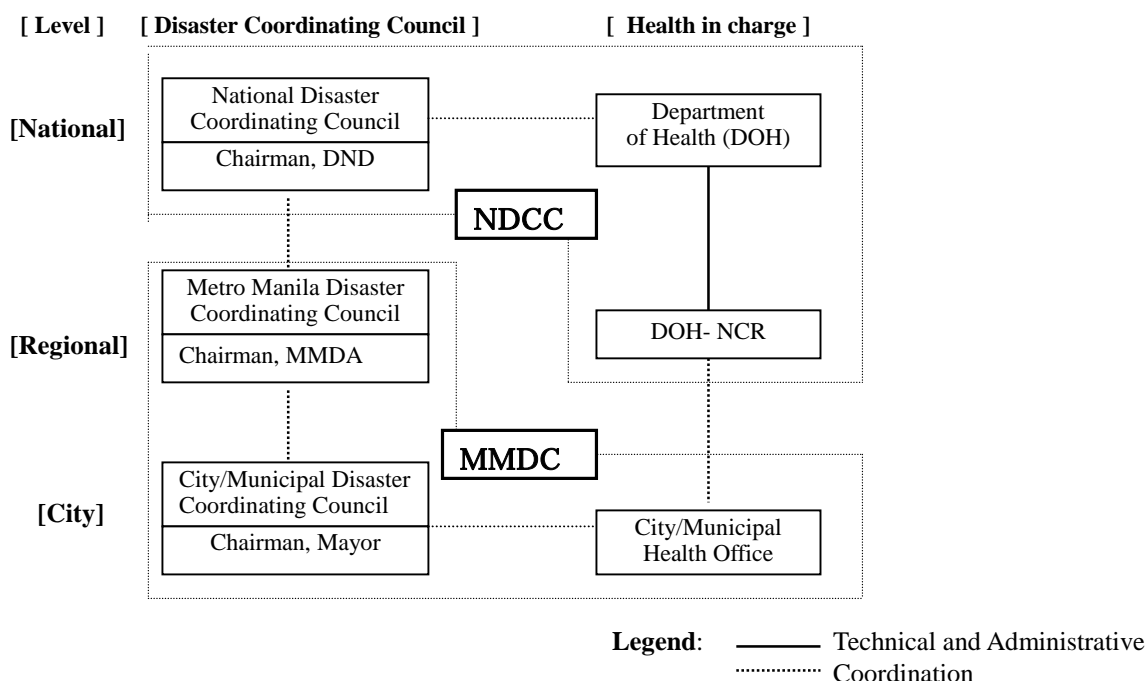 [ Level ] [ Disaster Coordinating Council ] [ Health in charge ]
[National]
National Disaster
Coordinating Council
Chairman, DND
Department
of Health (DOH)
NDCC
[Regional]
Metro Manila Disaster
Coordinating Council
Chairman, MMDA
DOH- NCR
MMDC
[City]
City/Municipal Disaster
Coordinating Council
Chairman, Mayor
City/Municipal
Health Office
Legend: Technical and Administrative
Coordination